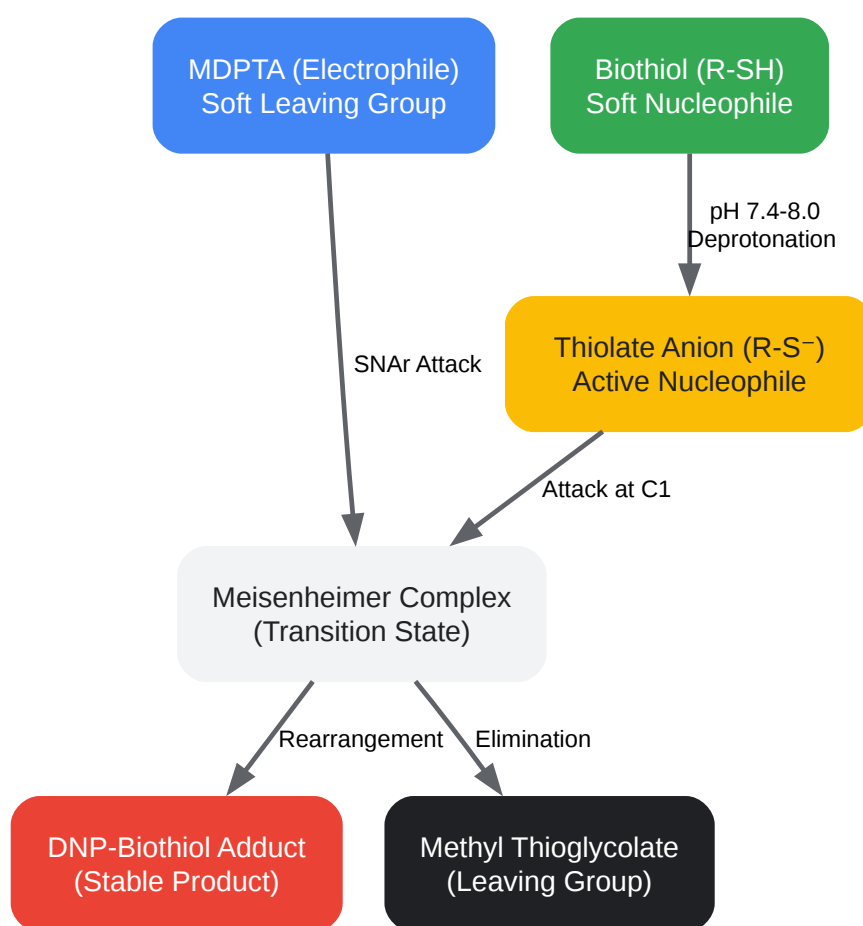 MDPTA (Electrophile)
Soft Leaving Group
Biothiol (R-SH)
Soft Nucleophile
pH 7.4-8.0
Deprotonation
Thiolate Anion (R-S⁻)
Active Nucleophile
SNAr Attack
Attack at C1
Meisenheimer Complex
(Transition State)
Rearrangement
Elimination
DNP-Biothiol Adduct
(Stable Product)
Methyl Thioglycolate
(Leaving Group)